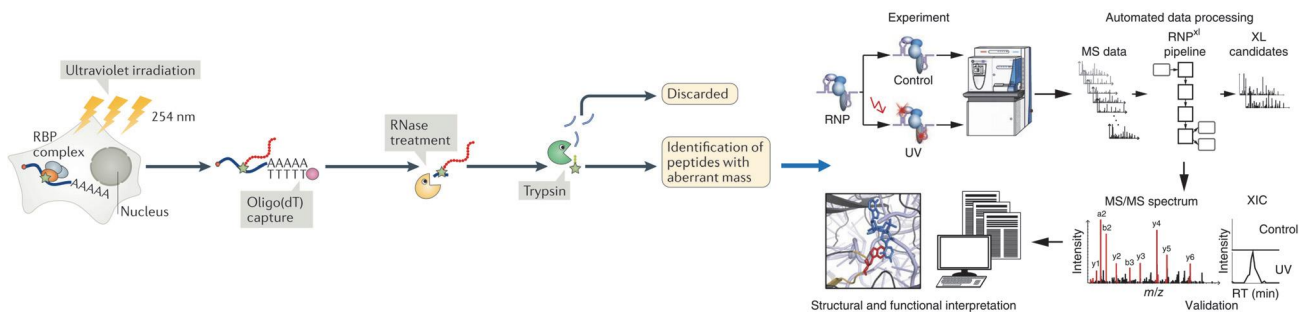 Ultraviolet irradiation
254 nm
RBP
complex
AAAAA
Nucleus
AAAAA
TTTTT
Oligo(dT)
capture
RNase
treatment
Trypsin
Discarded
Identification of
peptides with
aberrant mass
Experiment
RNP
Control
UV
Automated data processing
MS data
RNPxl
pipeline
XL
candidates
MS/MS spectrum
Intensity
a2
b2
y1
y2
b3
y3
y4
y5
y6
m/z
XIC
Control
UV
Intensity
RT (min)
Validation
Structural and functional interpretation